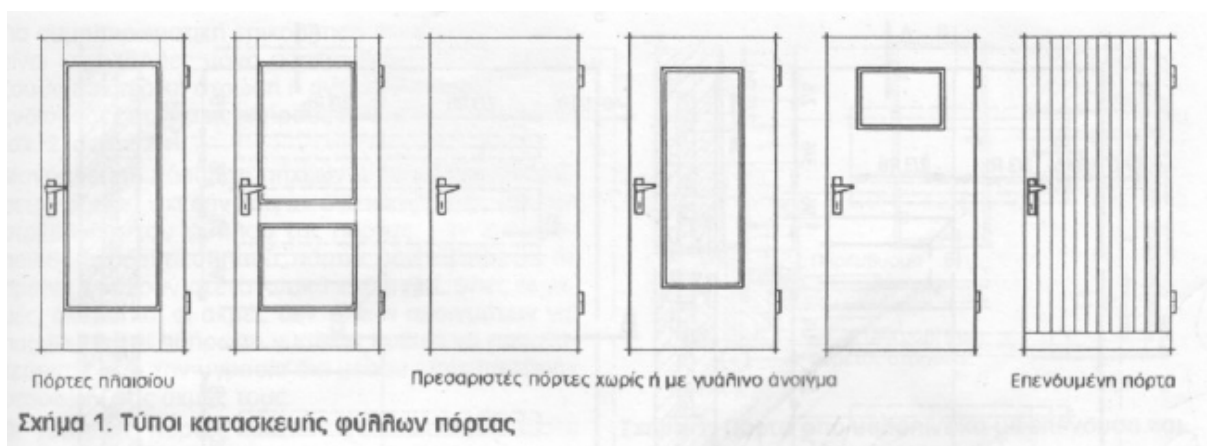 Πόρτες πλαισίου
Πρεσαριστές πόρτες χωρίς ή με γυάλινο άνοιγμα
Επενδυμένη πόρτα
Σχήμα 1. Τύποι κατασκευής φύλλων πόρτας